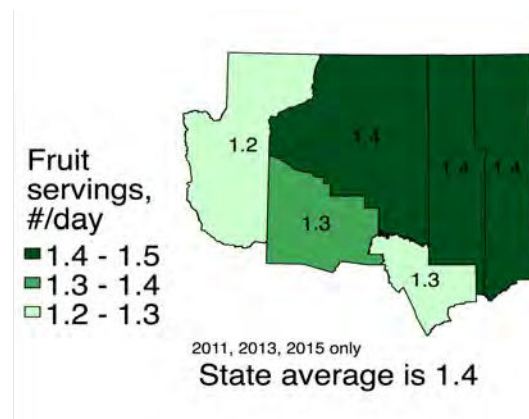 1.2
1.4
1.4
1.4
1.3
1.3
Fruit
servings,
#/day
1.4 - 1.5
1.3 - 1.4
1.2 - 1.3
2011, 2013, 2015 only
State average is 1.4